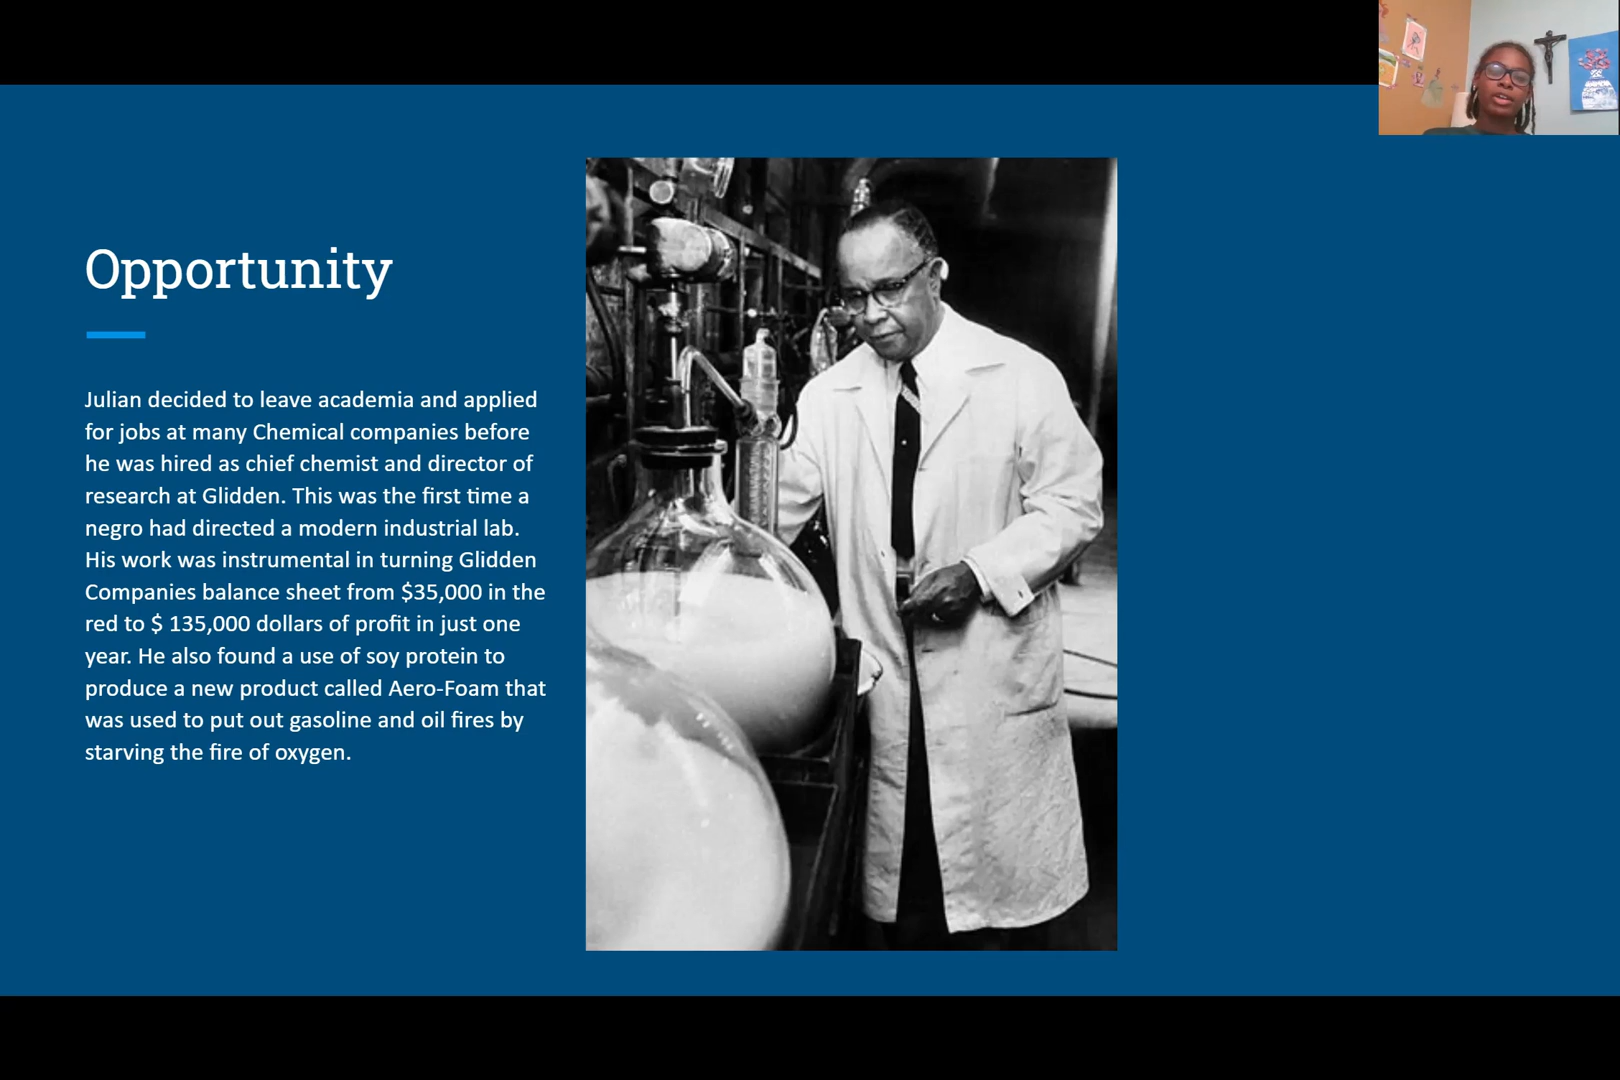 Opportunity
Julian decided to leave academia and applied
for jobs at many Chemical companies before
he was hired as chief chemist and director of
research at Glidden. This was the first time a
negro had directed a modern industrial lab.
His work was instrumental in turning Glidden
Companies balance sheet from $35,000 in the
red to $ 135,000 dollars of profit in just one
year. He also found a use of soy protein to
produce a new product called Aero-Foam that
was used to put out gasoline and oil fires by
starving the fire of oxygen.